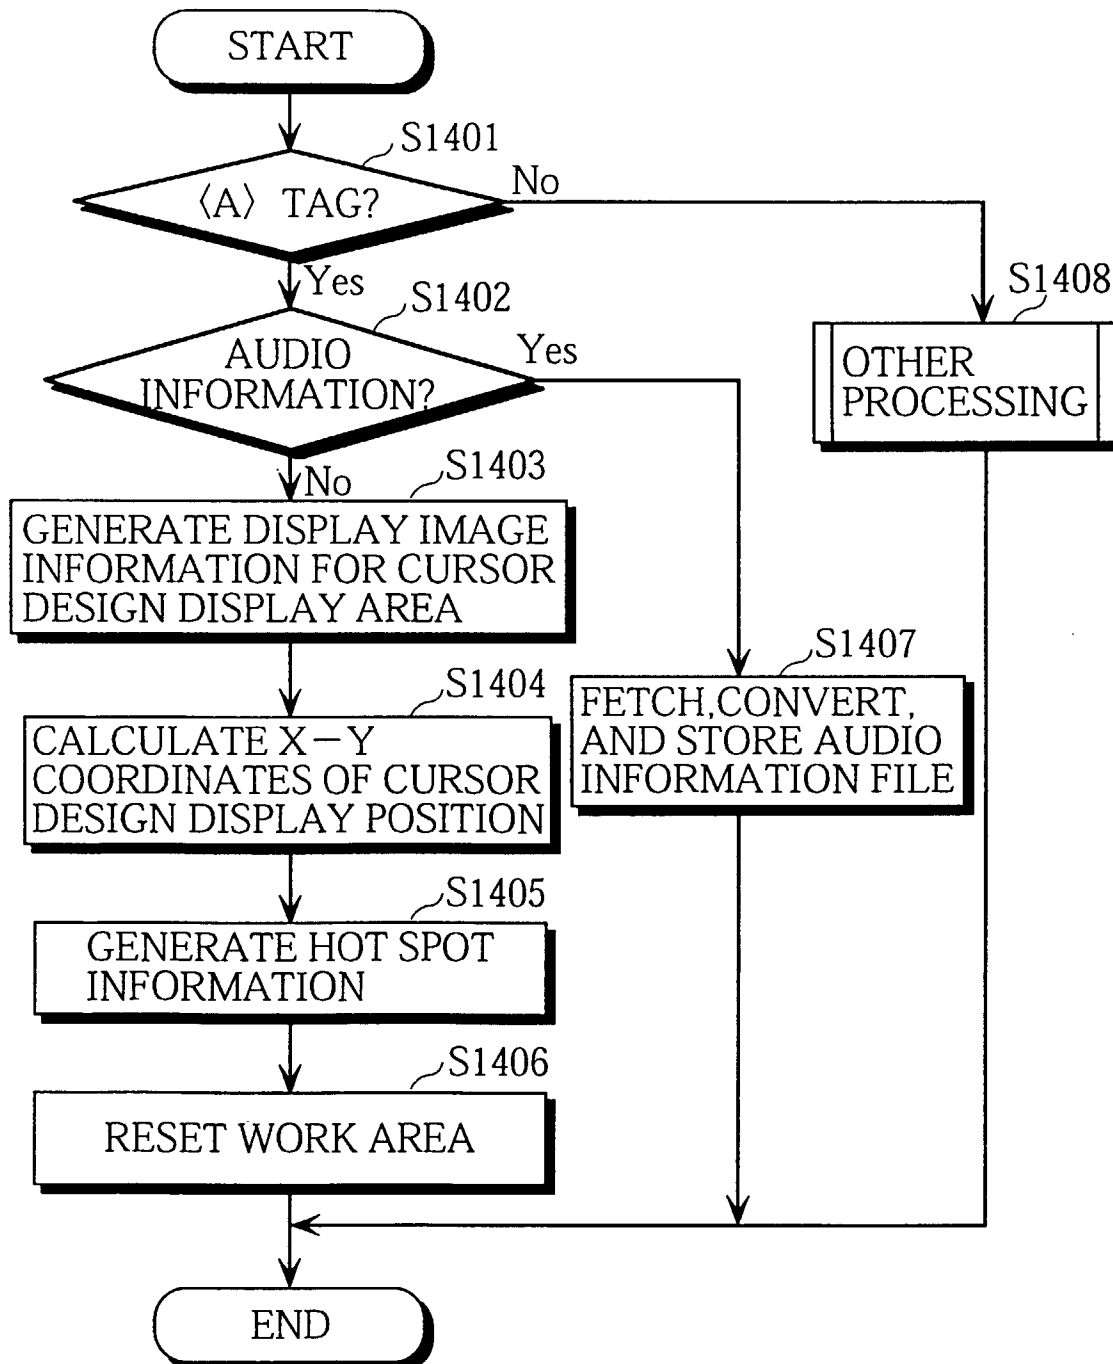 START
S1401
〈A〉 TAG?
No
Yes
S1402
S1408
AUDIO
INFORMATION?
Yes
OTHER
PROCESSING
No
S1403
GENERATE DISPLAY IMAGE
INFORMATION FOR CURSOR
DESIGN DISPLAY AREA
S1407
FETCH,CONVERT,
AND STORE AUDIO
INFORMATION FILE
S1404
CALCULATE X－Y
COORDINATES OF CURSOR
DESIGN DISPLAY POSITION
S1405
GENERATE HOT SPOT
INFORMATION
S1406
RESET WORK AREA
END